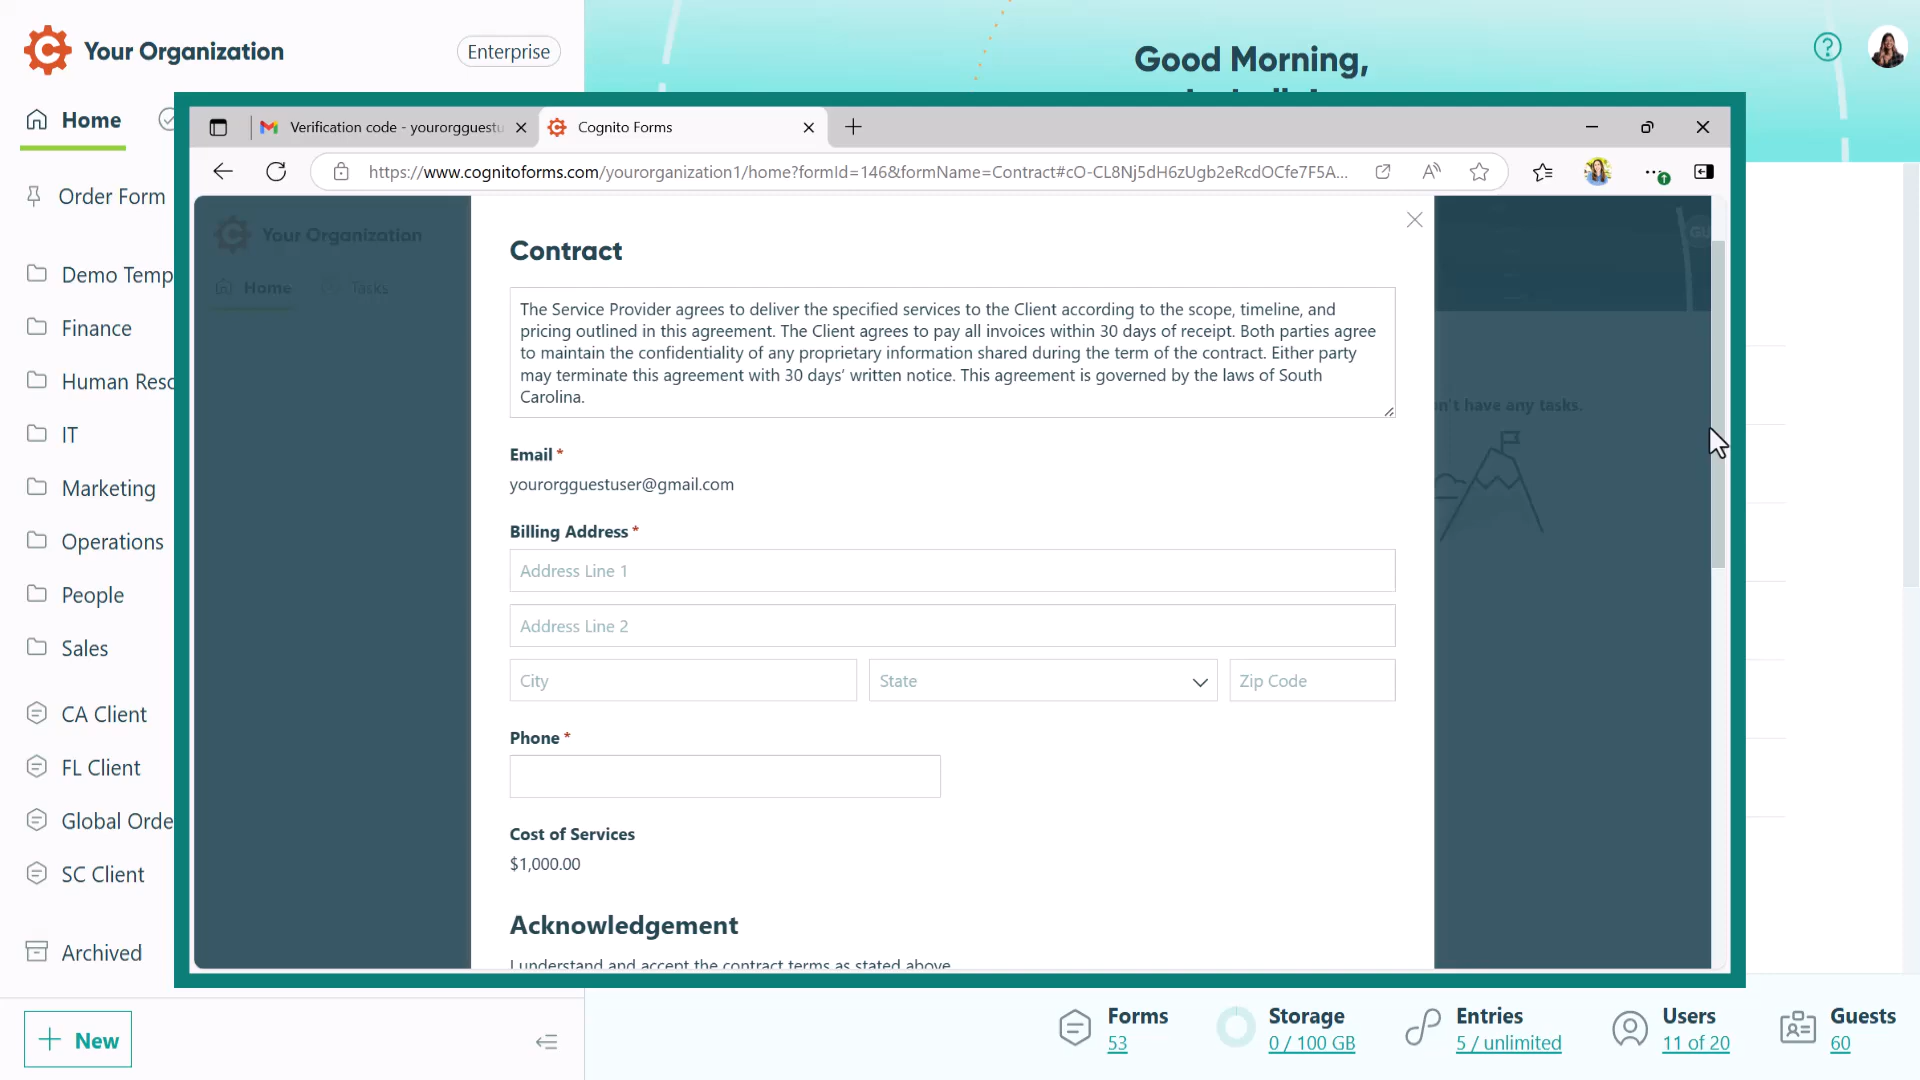 Your Organization
Enterprise
Good Morning,
Home
Order Form
Demo Temp
Finance
Human Reso
IT
Marketing
Operations
People
Sales
CA Client
FL Client
Global Orde
SC Client
Archived
New
Verification code - yourorgguestu
Cognito Forms
https://www.cognitoforms.com/yourorganization1/home?formId=146&formName=Contract#cO-CL8Nj5dH6zUgb2eRcdOCfe7F5A...
Your Organization
Home
Tasks
GU
Contract
The Service Provider agrees to deliver the specified services to the Client according to the scope, timeline, and
pricing outlined in this agreement. The Client agrees to pay all invoices within 30 days of receipt. Both parties agree
to maintain the confidentiality of any proprietary information shared during the term of the contract. Either party
may terminate this agreement with 30 days’ written notice. This agreement is governed by the laws of South
Carolina.
Email *
yourorgguestuser@gmail.com
Billing Address *
Address Line 1
Address Line 2
City
State
Zip Code
Phone *
Cost of Services
$1,000.00
Acknowledgement
I understand and accept the contract terms as stated above
n't have any tasks.
Forms
53
Storage
0 / 100 GB
Entries
5 / unlimited
Users
11 of 20
Guests
60